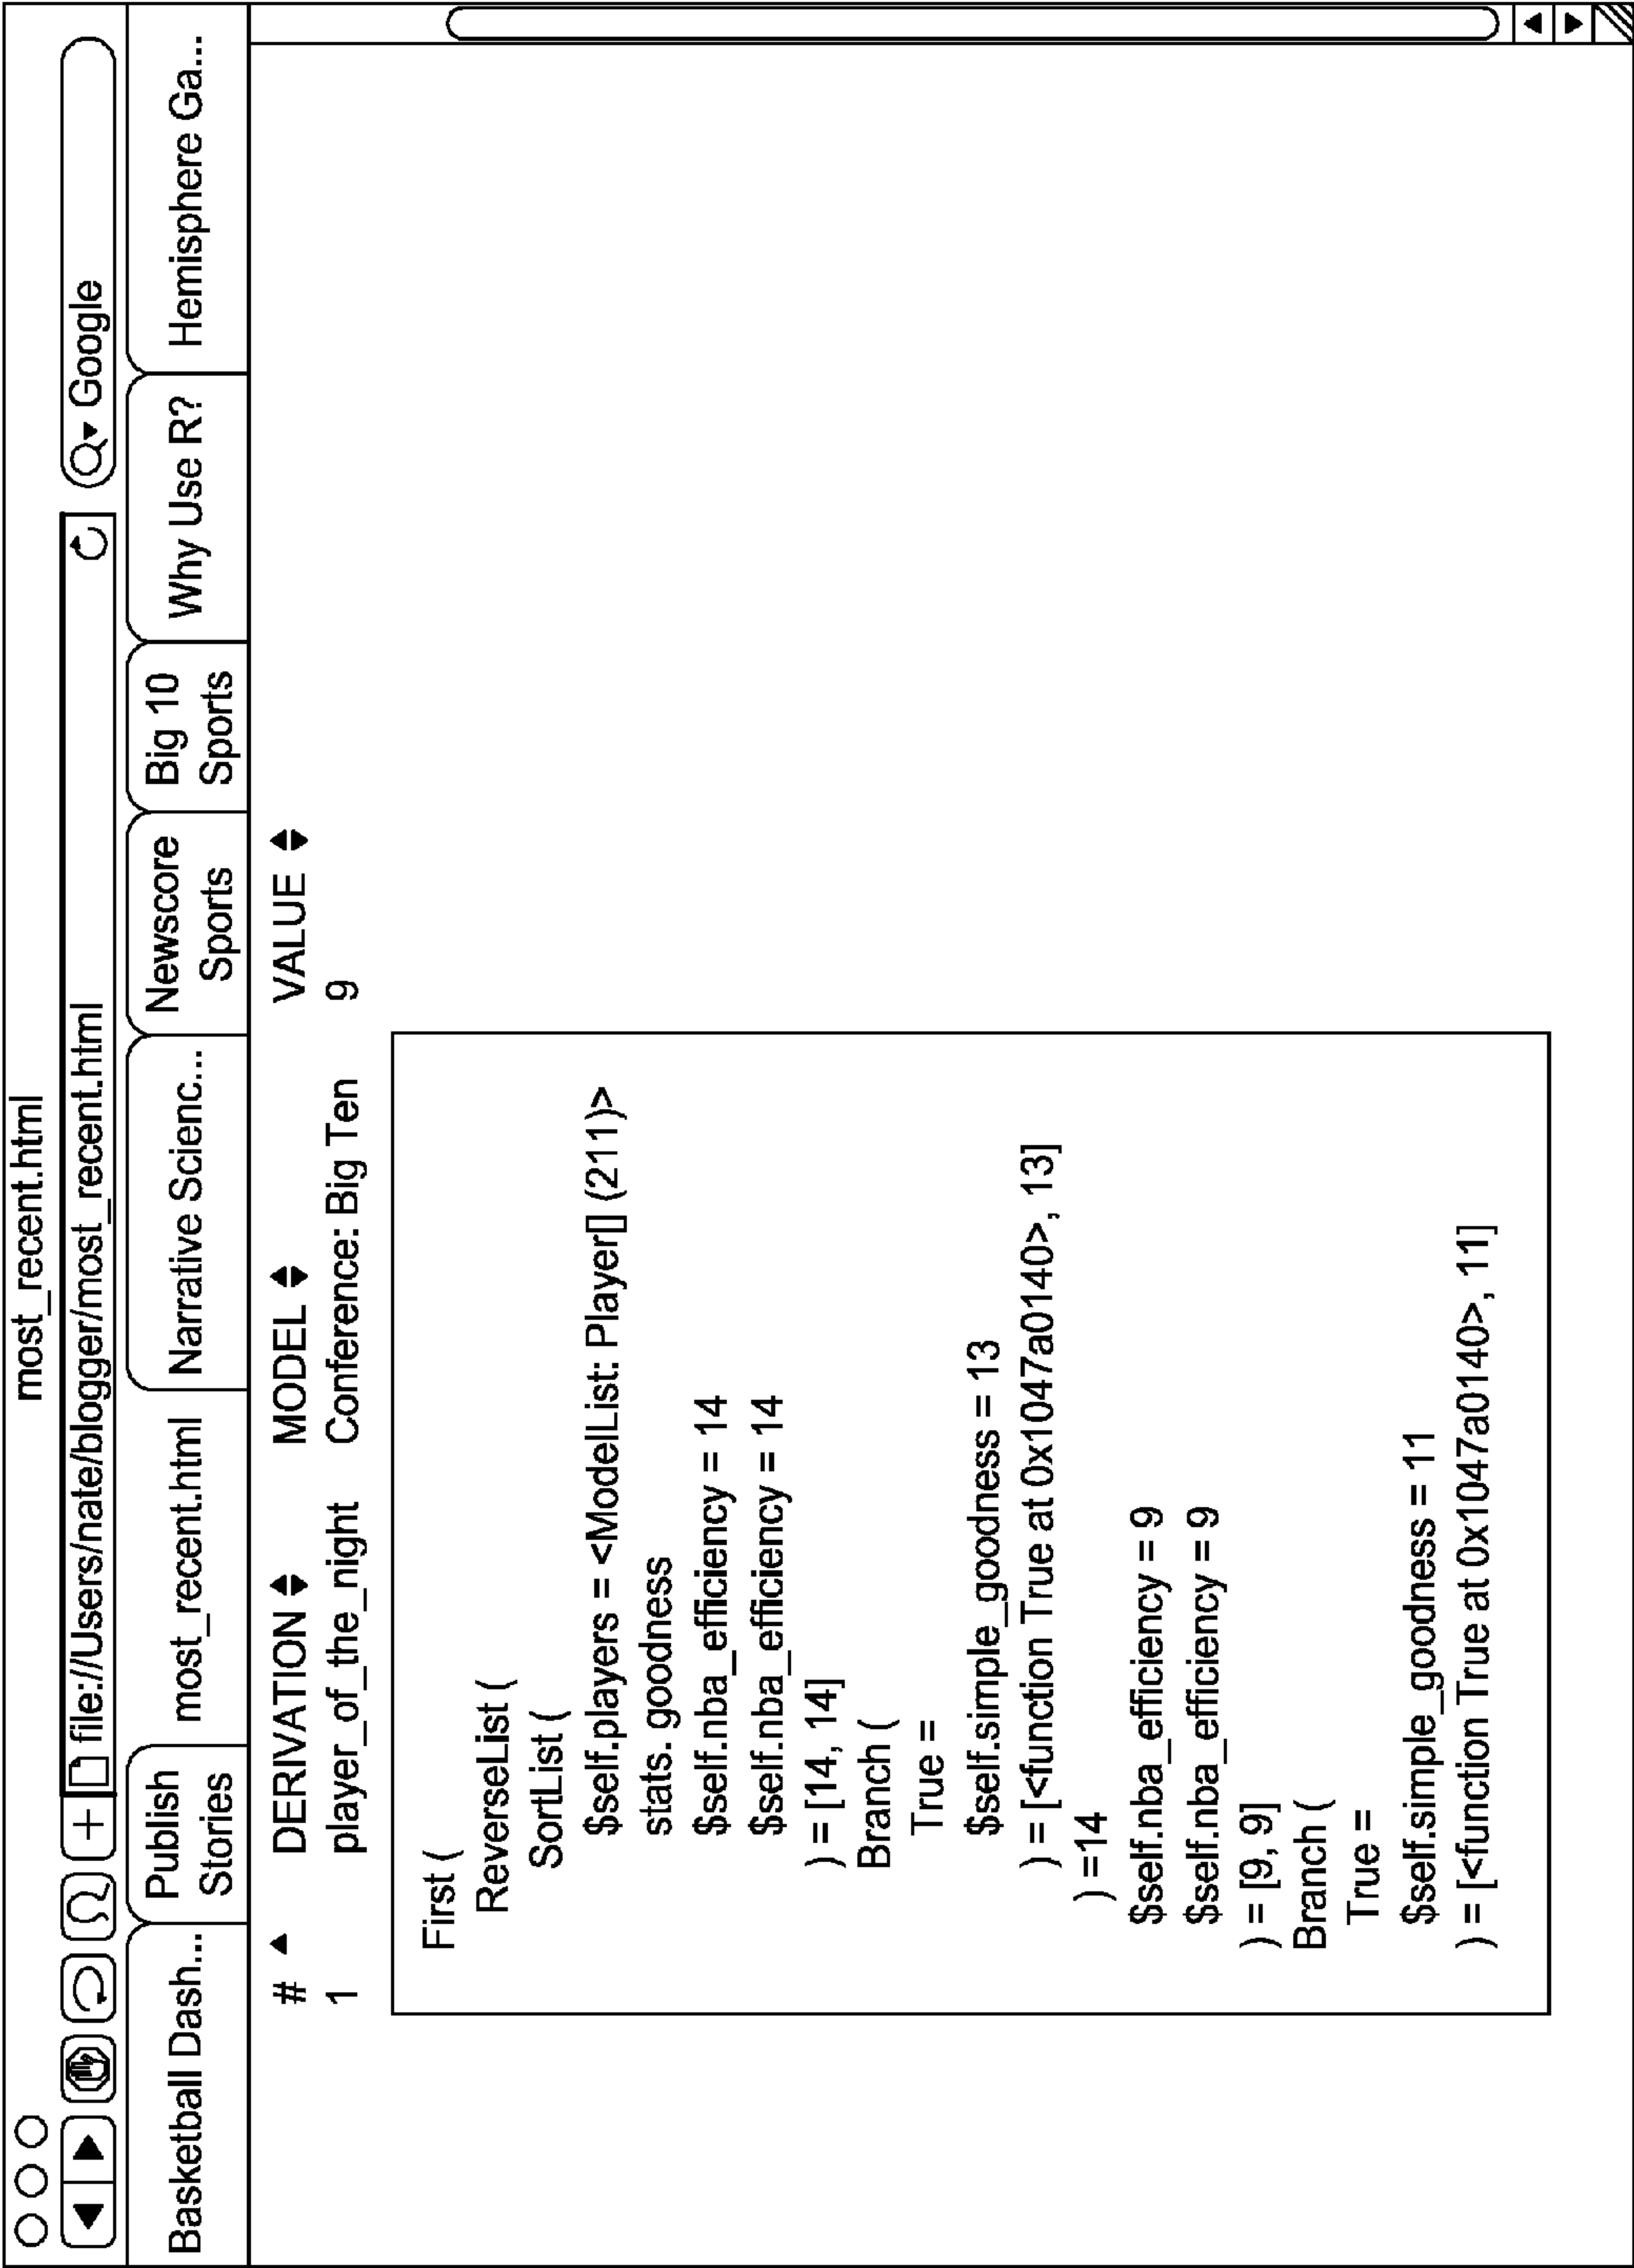 most_recent.html
file://Users/nate/blogger/most_recent.html
Google
Basketball Dash...
Publish
Stories
most_recent.html
Narrative Scienc...
Newscore
Sports
Big 10
Sports
Why Use R?
Hemisphere Ga...
# DERIVATION MODEL VALUE
1 player_of_the_night Conference: Big Ten 9
First (
ReverseList (
SortList (
$self.players = <ModelList: Player[] (211)>
stats. goodness
$self.nba_efficiency = 14
$self.nba_efficiency = 14
) = [14, 14]
Branch (
True =
$self.simple_goodness = 13
) = [<function True at 0x1047a0140>, 13]
) =14
$self.nba_efficiency = 9
$self.nba_efficiency = 9
) = [9, 9]
Branch (
True =
$self.simple_goodness = 11
) = [<function True at 0x1047a0140>, 11]